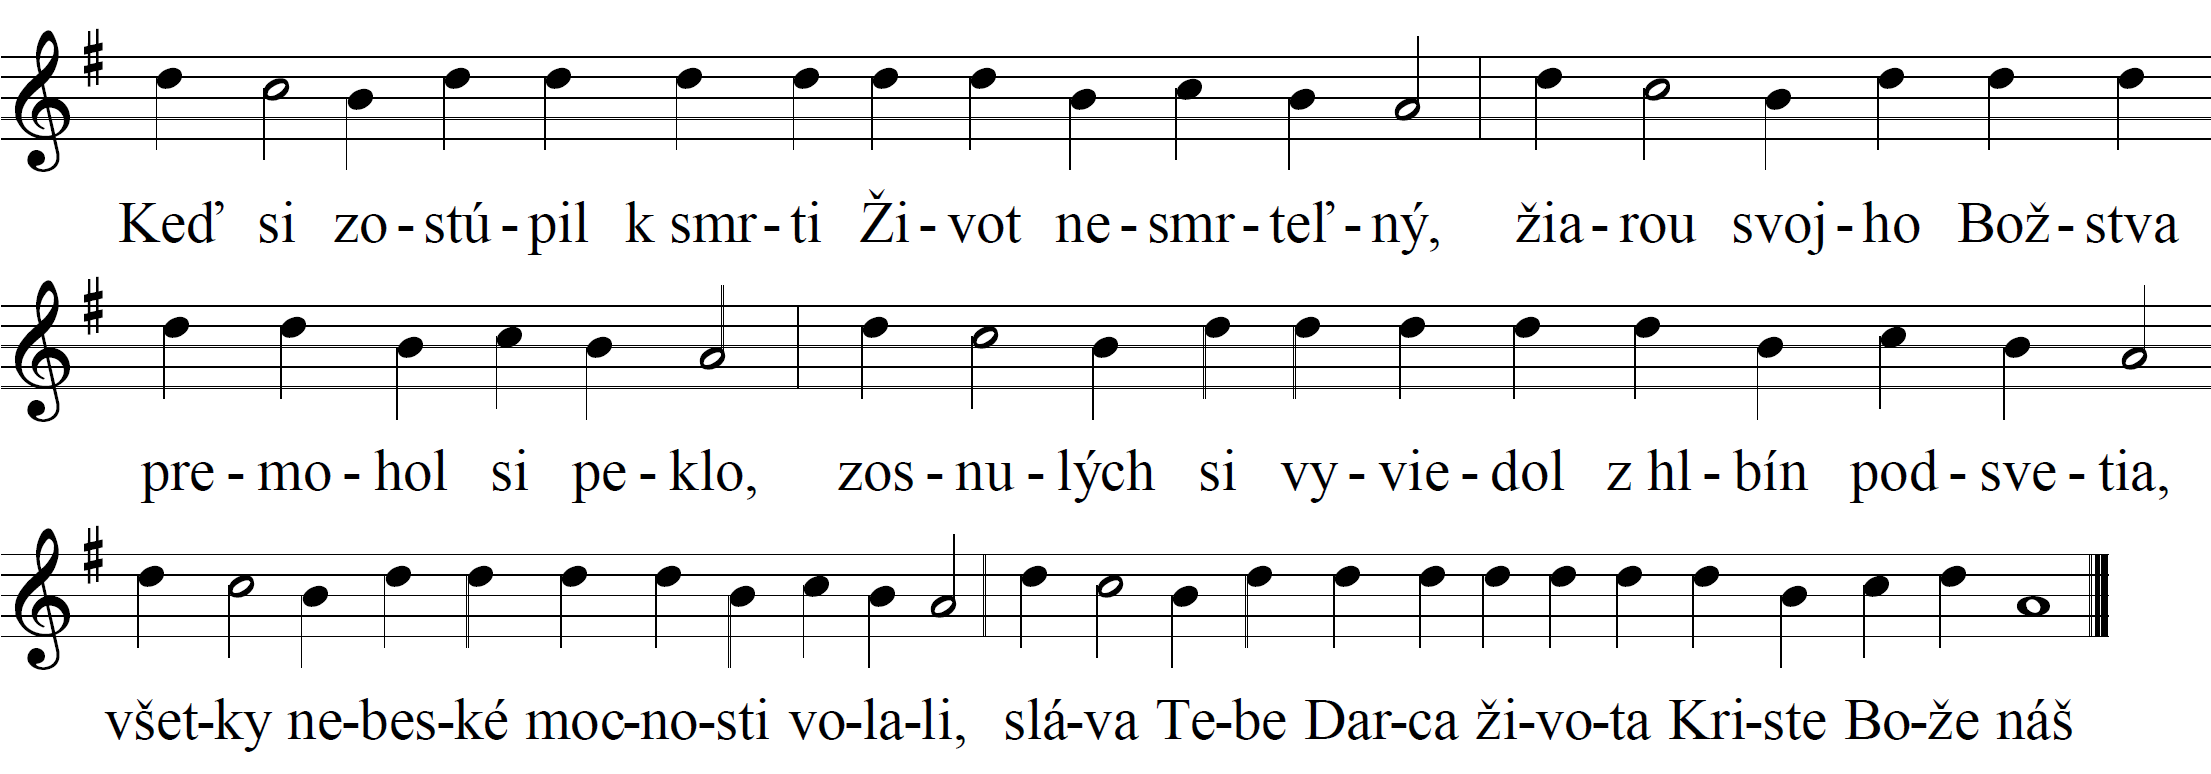 Keď si zo-stú-pil k smr-ti Ži-vot ne-smr-teľ-ný, žia-rou svoj-ho Bož-stva
pre-mo-hol si pe-klo, zos-nu-lých si vy-vie-dol z hl-bín pod-sve-tia,
všet-ky ne-bes-ké moc-no-sti vo-la-li, slá-va Te-be Dar-ca ži-vo-ta Kri-ste Bo-že náš